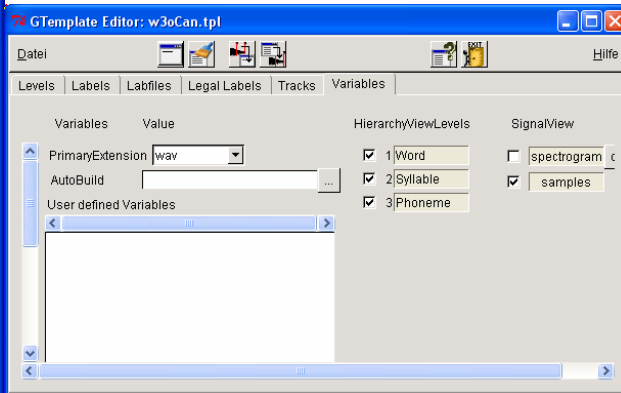 GTemplate Editor: w3oCan.tpl
Datei Hilfe
Levels Labels Labfiles Legal Labels Tracks Variables
Variables Value HierarchyViewLevels SignalView
PrimaryExtension wav 1 Word spectrogram
AutoBuild ... 2 Syllable samples
User defined Variables 3 Phoneme